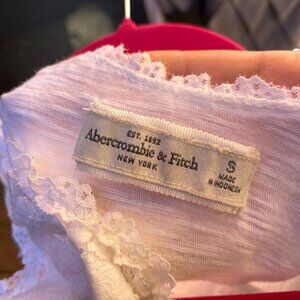 EST. 1892
Abercrombie & Fitch
NEW YORK
S
MADE
IN INDONESIA